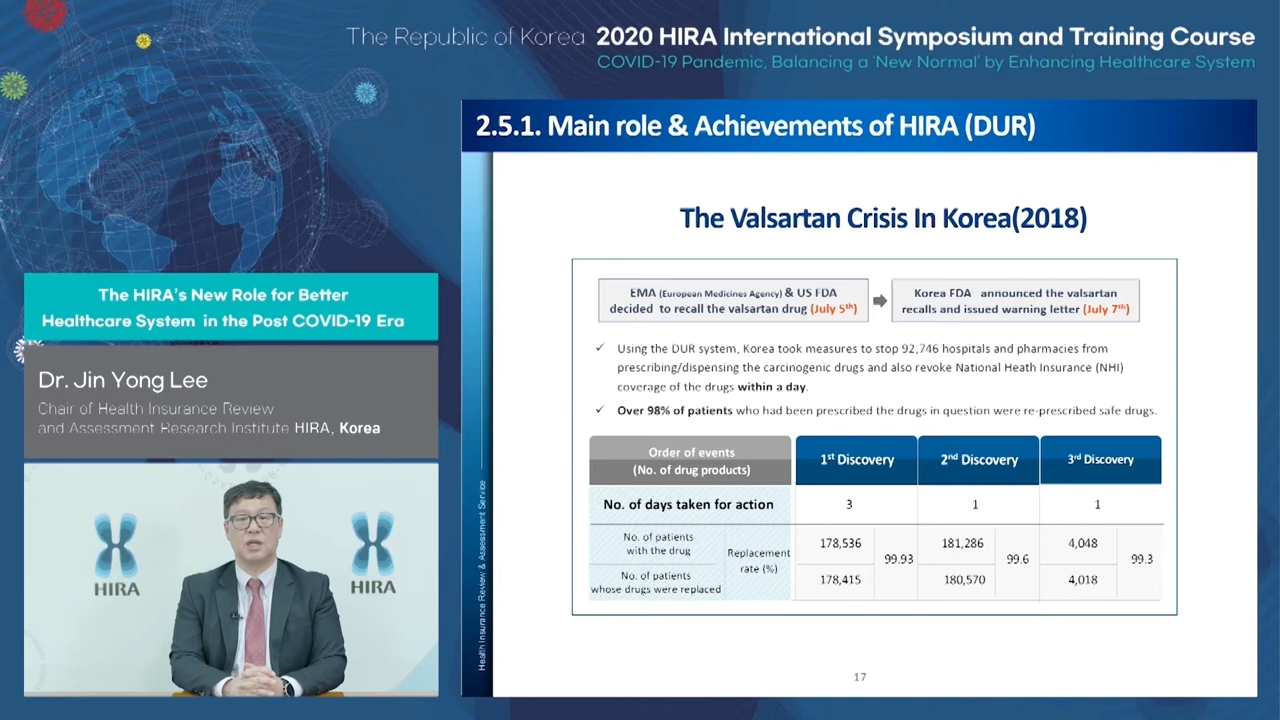 The Republic of Korea 2020 HIRA International Symposium and Training Course
COVID-19 Pandemic, Balancing a 'New Normal' by Enhancing Healthcare System
2.5.1. Main role & Achievements of HIRA (DUR)
The Valsartan Crisis In Korea(2018)
EMA (European Medicines Agency) & US FDA
decided to recall the valsartan drug (July 5th)
Korea FDA announced the valsartan
recalls and issued warning letter (July 7th)
✓ Using the DUR system, Korea took measures to stop 92,746 hospitals and pharmacies from
prescribing/dispensing the carcinogenic drugs and also revoke National Heath Insurance (NHI)
coverage of the drugs within a day.
✓ Over 98% of patients who had been prescribed the drugs in question were re-prescribed safe drugs.
Order of events
(No. of drug products)
1st Discovery
2nd Discovery
3rd Discovery
No. of days taken for action
3
1
1
No. of patients
with the drug
No. of patients
whose drugs were replaced
Replacement
rate (%)
178,536
178,415
99.93
181,286
180,570
99.6
4,048
4,018
99.3
17
Health Insurance Review & Assessment Service
The HIRA's New Role for Better
Healthcare System in the Post COVID-19 Era
Dr. Jin Yong Lee
Chair of Health Insurance Review
and Assessment Research Institute HIRA, Korea
HIRA
HIRA